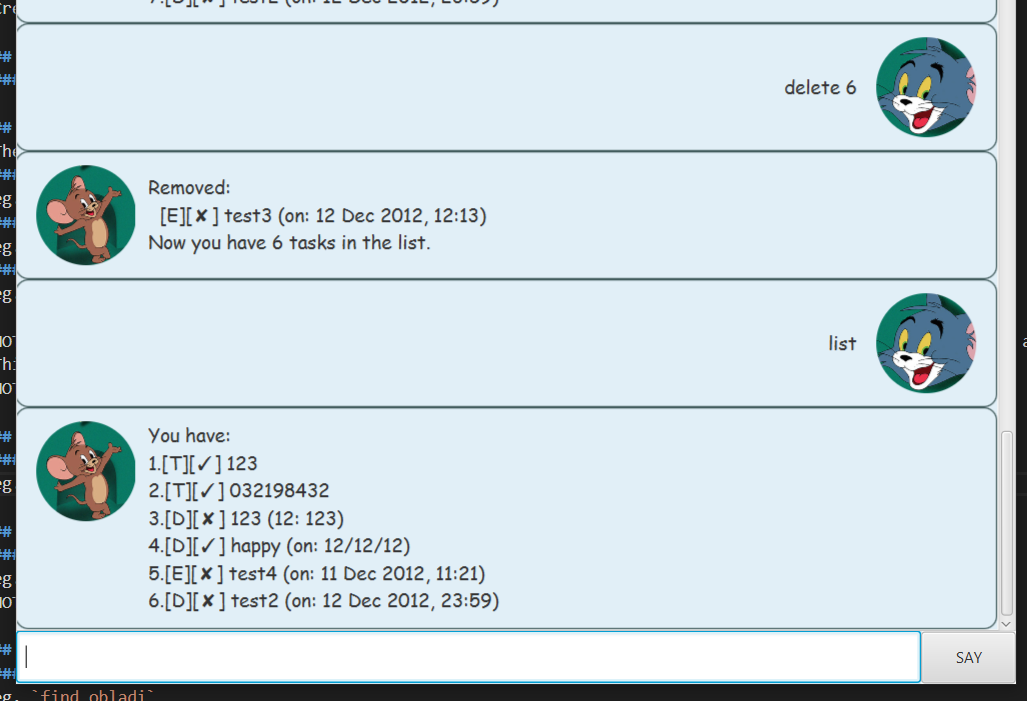 delete 6
Removed:
[E][✘] test3 (on: 12 Dec 2012, 12:13)
Now you have 6 tasks in the list.
list
You have:
1.[T][✓] 123
2.[T][✓] 032198432
3.[D][✘] 123 (12: 123)
4.[D][✓] happy (on: 12/12/12)
5.[E][✘] test4 (on: 11 Dec 2012, 11:21)
6.[D][✘] test2 (on: 12 Dec 2012, 23:59)
SAY
eg. `find obladi`